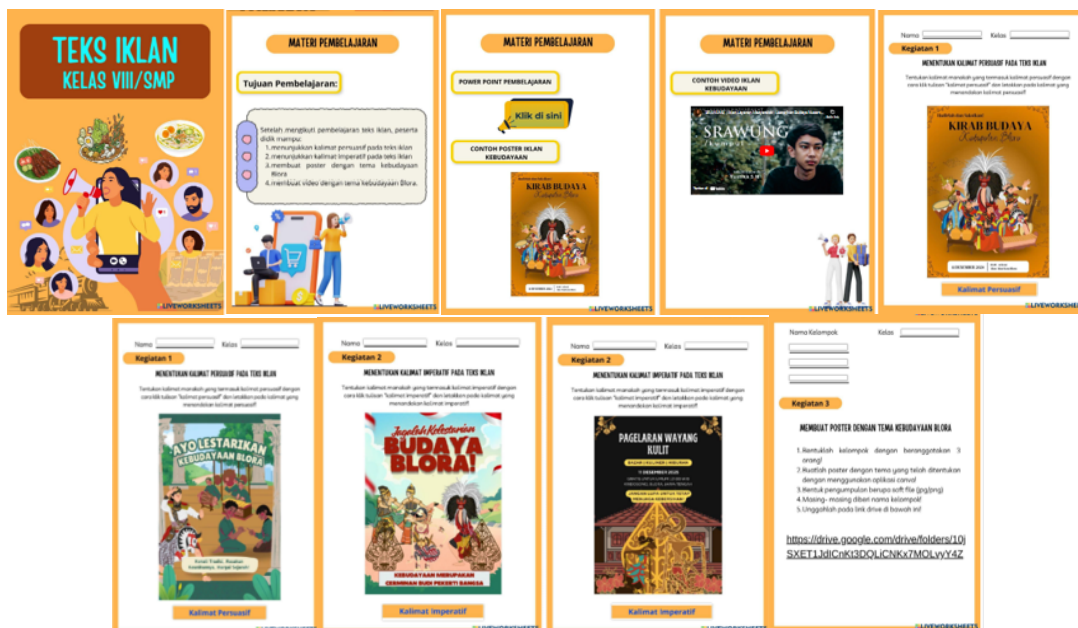 TEKS IKLAN
KELAS VIII/SMP
LIVEWORKSHEETS
MATERI PEMBELAJARAN
Tujuan Pembelajaran:
Setelah mengikuti pembelajaran teks iklan, peserta
didik mampu:
1. menunjukkan kalimat persuasif pada teks iklan
2. menunjukkan kalimat imperatif pada teks iklan
3. membuat poster dengan tema kebudayaan
Blora
4. membuat video dengan tema kebudayaan Blora.
LIVEWORKSHEETS
MATERI PEMBELAJARAN
POWER POINT PEMBELAJARAN
Klik di sini
CONTOH POSTER IKLAN
KEBUDAYAAN
KIRAB BUDAYA
Kabupaten Blora
LIVEWORKSHEETS
MATERI PEMBELAJARAN
CONTOH VIDEO IKLAN
KEBUDAYAAN
SRAWUNG
LIVEWORKSHEETS
Nama
Kelas
Kegiatan 1
MENENTUKAN KALIMAT PERSUASIF PADA TEKS IKLAN
Tentukan kalimat manakah yang termasuk kalimat persuasif dengan
cara klik tulisan "kalimat persuasif" dan letakkan pada kalimat yang
menandakan kalimat persuasif!
KIRAB BUDAYA
Kabupaten Blora
6 DESEMBER 2024
Kalimat Persuasif
LIVEWORKSHEETS
Nama
Kelas
Kegiatan 1
MENENTUKAN KALIMAT PERSUASIF PADA TEKS IKLAN
Tentukan kalimat manakah yang termasuk kalimat persuasif dengan
cara klik tulisan "kalimat persuasif" dan letakkan pada kalimat yang
menandakan kalimat persuasif!
AYO LESTARIKAN
KEBUDAYAAN BLORA
Kalimat Persuasif
Nama
Kelas
Kegiatan 2
MENENTUKAN KALIMAT IMPERATIF PADA TEKS IKLAN
Tentukan kalimat manakah yang termasuk kalimat imperatif dengan
cara klik tulisan "kalimat imperatif" dan letakkan pada kalimat yang
menandakan kalimat imperatif!
Jagalah Kelestarian
BUDAYA
BLORA!
KEBUDAYAAN MERUPAKAN
CERMINAN BUDI PEKERTI BANGSA
Kalimat Imperatif
Nama
Kelas
Kegiatan 2
MENENTUKAN KALIMAT IMPERATIF PADA TEKS IKLAN
Tentukan kalimat manakah yang termasuk kalimat imperatif dengan
cara klik tulisan "kalimat imperatif" dan letakkan pada kalimat yang
menandakan kalimat imperatif!
PAGELARAN WAYANG
KULIT
Kalimat Imperatif
Nama Kelompok
Kelas
Kegiatan 3
MEMBUAT POSTER DENGAN TEMA KEBUDAYAAN BLORA
1. Bentuklah kelompok dengan beranggotakan 3
orang!
2. Buatlah poster dengan tema yang telah ditentukan
dengan menggunakan aplikasi canva!
3. Bentuk pengumpulan berupa soft file (jpg/png)
4. Masing- masing diberi nama kelompok!
5. Unggahlah pada link drive di bawah ini!
https://drive.google.com/drive/folders/10j
SXET1JdICnKt3DQLiCNKx7MOLvyY4Z
LIVEWORKSHEETS